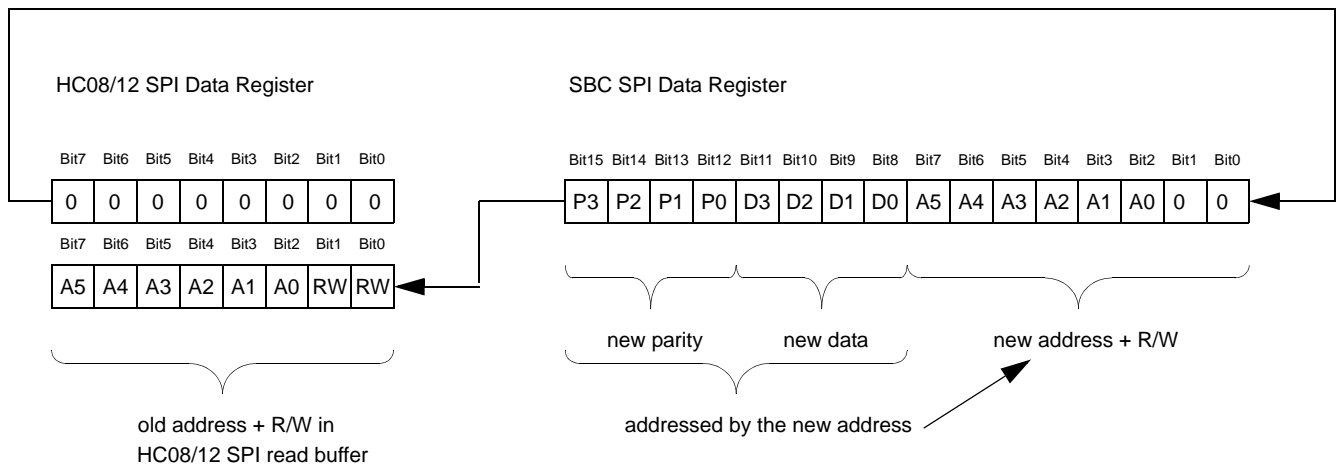 HC08/12 SPI Data Register
SBC SPI Data Register
Bit7 Bit6 Bit5 Bit4 Bit3 Bit2 Bit1 Bit0
Bit15 Bit14 Bit13 Bit12 Bit11 Bit10 Bit9 Bit8 Bit7 Bit6 Bit5 Bit4 Bit3 Bit2 Bit1 Bit0
0 0 0 0 0 0 0 0
P3 P2 P1 P0 D3 D2 D1 D0 A5 A4 A3 A2 A1 A0 0 0
Bit7 Bit6 Bit5 Bit4 Bit3 Bit2 Bit1 Bit0
A5 A4 A3 A2 A1 A0 RW RW
new parity
new data
new address + R/W
old address + R/W in
HC08/12 SPI read buffer
addressed by the new address